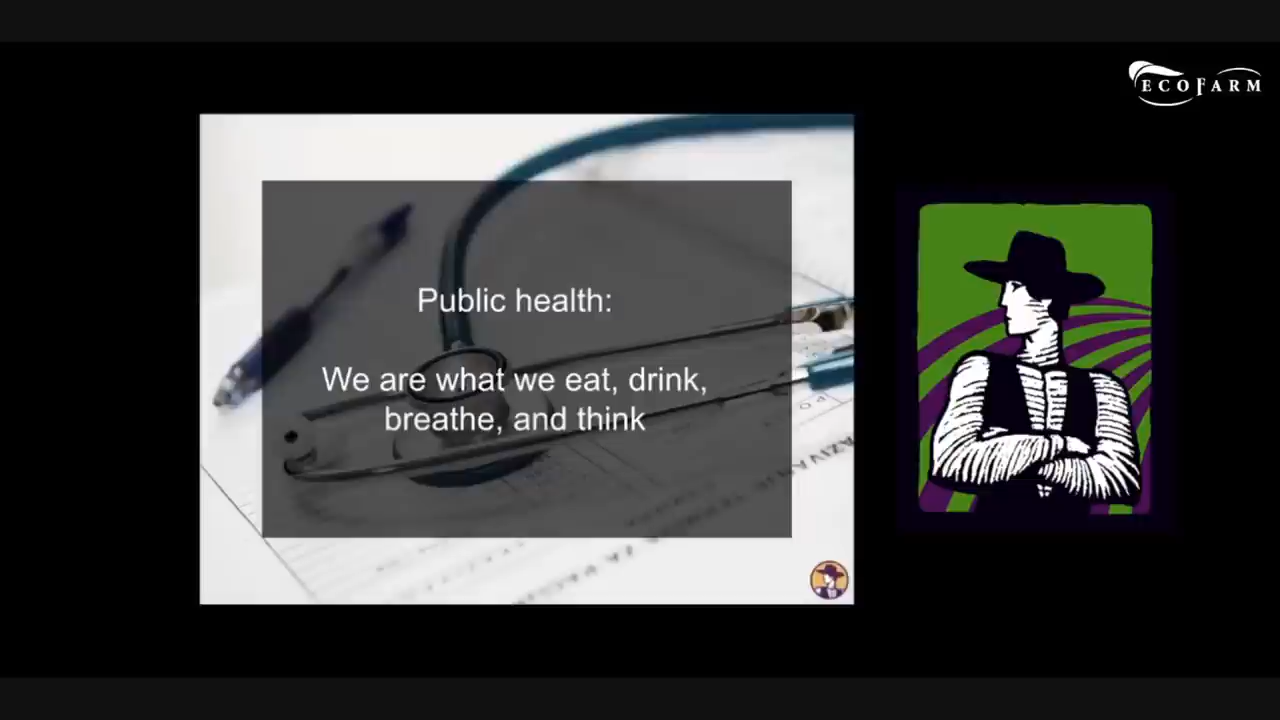 ECOFARM
Public health:
We are what we eat, drink,
breathe, and think